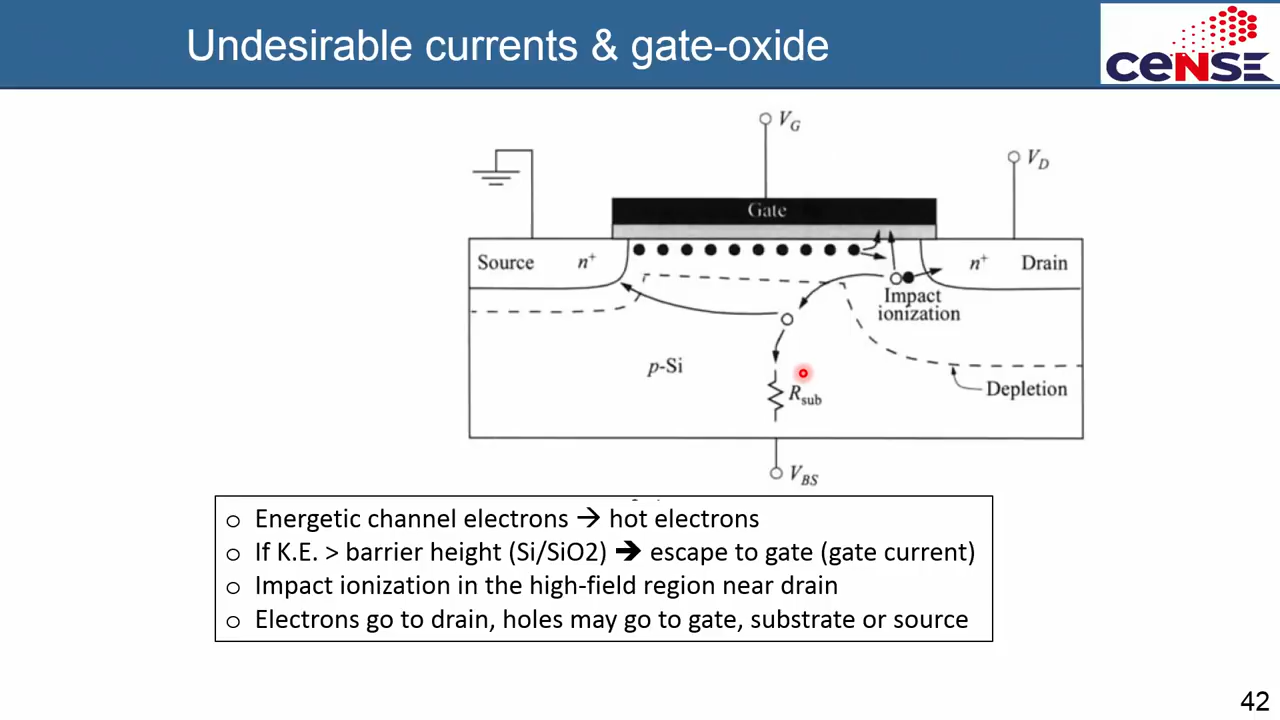 Undesirable currents & gate-oxide
ceNSE
V_G
V_D
Gate
Source n⁺
n⁺ Drain
Impact
ionization
p-Si
R_sub
Depletion
V_BS
o Energetic channel electrons → hot electrons
o If K.E. > barrier height (Si/SiO2) → escape to gate (gate current)
o Impact ionization in the high-field region near drain
o Electrons go to drain, holes may go to gate, substrate or source
42